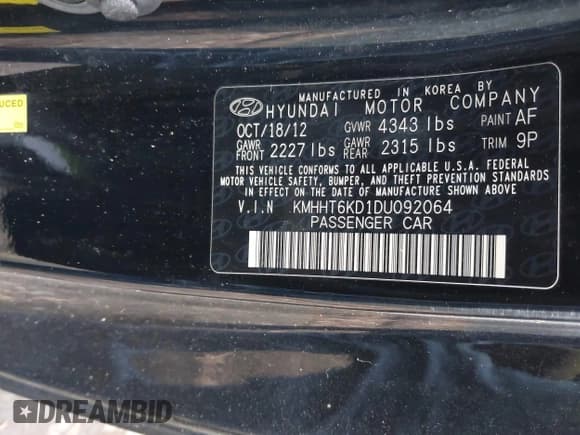 UCED
MANUFACTURED IN KOREA BY
HYUNDAI MOTOR COMPANY
OCT/18/12 GVWR 4343 lbs PAINT AF
GAWR FRONT 2227 lbs GAWR REAR 2315 lbs TRIM 9P
THIS VEHICLE CONFORMS TO ALL APPLICABLE U.S.A. FEDERAL
MOTOR VEHICLE SAFETY, BUMPER, AND THEFT PREVENTION STANDARDS
IN EFFECT ON THE DATE OF MANUFACTURE SHOWN ABOVE
V.I.N KMHHT6KD1DU092064
PASSENGER CAR
DREAMBID